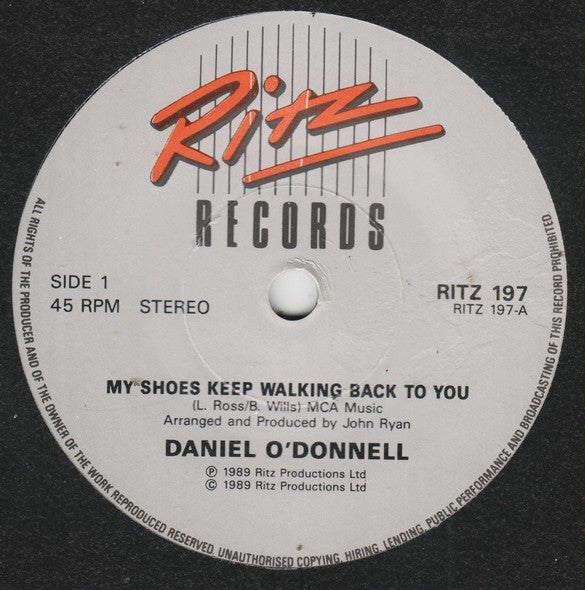 Ritz
RECORDS
SIDE 1
45 RPM STEREO
RITZ 197
RITZ 197-A
MY SHOES KEEP WALKING BACK TO YOU
(L. Ross/B. Wills) MCA Music
Arranged and Produced by John Ryan
DANIEL O'DONNELL
℗ 1989 Ritz Productions Ltd
© 1989 Ritz Productions Ltd
ALL RIGHTS OF THE PRODUCER AND OF THE OWNER OF THE WORK REPRODUCED RESERVED. UNAUTHORISED COPYING, HIRING, LENDING, PUBLIC PERFORMANCE AND BROADCASTING OF THIS RECORD PROHIBITED.